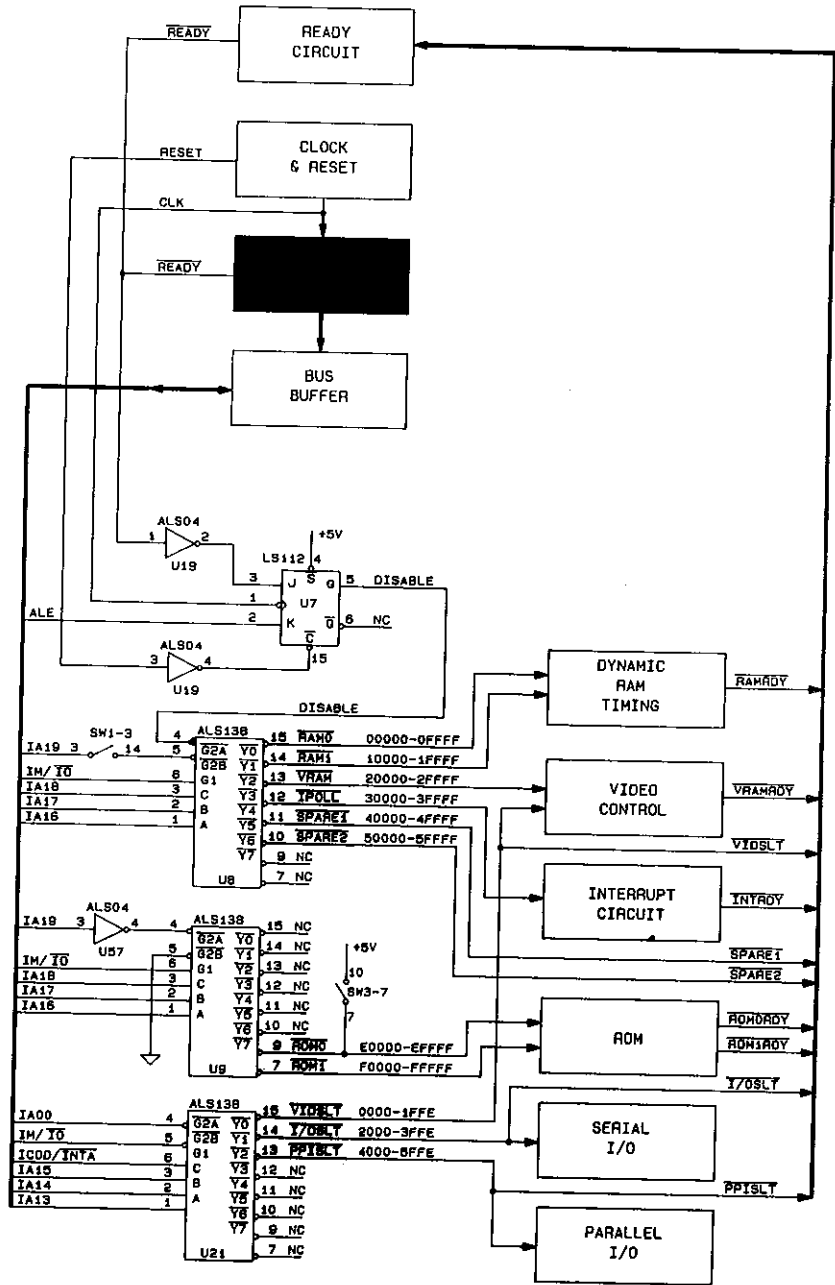 READY
READY
CIRCUIT
RESET
CLOCK
& RESET
CLK
READY
BUS
BUFFER
ALS04
1
2
U19
+5V
LS112
4
3
J
S
Q
5
DISABLE
1
U7
ALE
2
K
Q
6
NC
C
15
ALS04
3
4
U19
DISABLE
DYNAMIC
RAM
TIMING
RAMRDY
SW1-3
ALS138
4
G2A
Y0
15
RAM0
00000-0FFFF
IA19
3
14
5
G2B
Y1
14
RAM1
10000-1FFFF
IM/IO
6
G1
Y2
13
VRAM
20000-2FFFF
IA18
3
C
Y3
12
IPOLL
30000-3FFFF
IA17
2
B
Y4
11
SPARE1
40000-4FFFF
IA16
1
A
Y5
10
SPARE2
50000-5FFFF
Y6
9
NC
Y7
7
NC
U8
VIDEO
CONTROL
VRAMRDY
VIDSLT
INTERRUPT
CIRCUIT
INTRDY
SPARE1
SPARE2
ALS04
ALS138
IA19
3
4
U57
4
G2A
Y0
15
NC
5
G2B
Y1
14
NC
IM/IO
6
G1
Y2
13
NC
IA18
3
C
Y3
12
NC
IA17
2
B
Y4
11
NC
IA16
1
A
Y5
10
NC
Y6
9
ROM0
E0000-EFFFF
Y7
7
ROM1
F0000-FFFFF
U9
+5V
10
SW3-7
7
ROM
ROM0RDY
ROM1RDY
I/OSLT
ALS138
IA00
4
G2A
Y0
15
VIDSLT
0000-1FFE
IM/IO
5
G2B
Y1
14
I/OSLT
2000-3FFE
ICOD/INTA
6
G1
Y2
13
PPISLT
4000-5FFE
IA15
3
C
Y3
12
NC
IA14
2
B
Y4
11
NC
IA13
1
A
Y5
10
NC
Y6
9
NC
Y7
7
NC
U21
SERIAL
I/O
PPISLT
PARALLEL
I/O